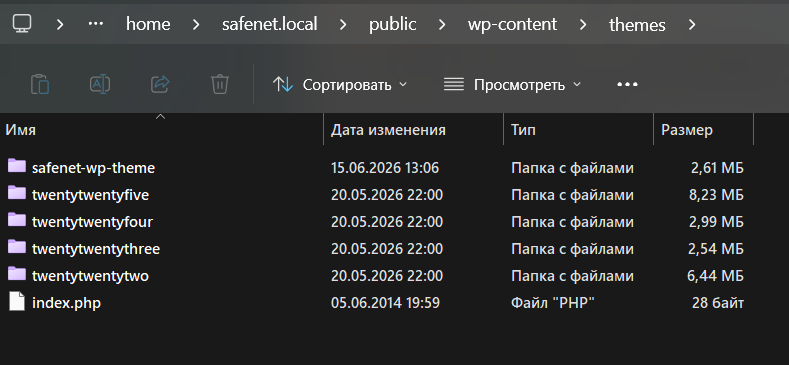 ··· home safenet.local public wp-content themes
Сортировать Просмотреть ···
Имя Дата изменения Тип Размер
safenet-wp-theme 15.06.2026 13:06 Папка с файлами 2,61 МБ
twentytwentyfive 20.05.2026 22:00 Папка с файлами 8,23 МБ
twentytwentyfour 20.05.2026 22:00 Папка с файлами 2,99 МБ
twentytwentythree 20.05.2026 22:00 Папка с файлами 2,54 МБ
twentytwentytwo 20.05.2026 22:00 Папка с файлами 6,44 МБ
index.php 05.06.2014 19:59 Файл "PHP" 28 байт